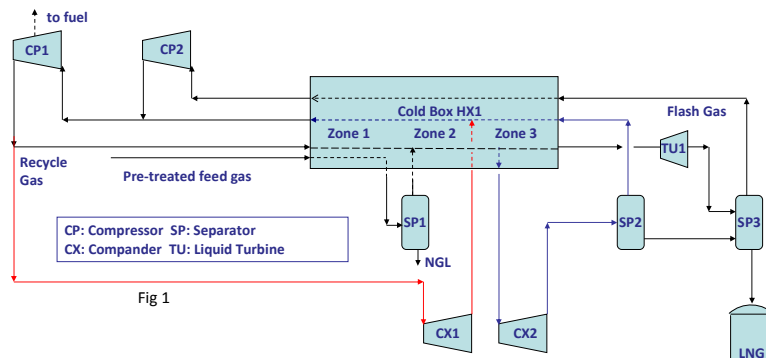 to fuel
CP1
CP2
Cold Box HX1
Flash Gas
Zone 1
Zone 2
Zone 3
TU1
Recycle
Gas
Pre-treated feed gas
SP1
SP2
SP3
CP: Compressor SP: Separator
CX: Compander TU: Liquid Turbine
NGL
Fig 1
CX1
CX2
LNG